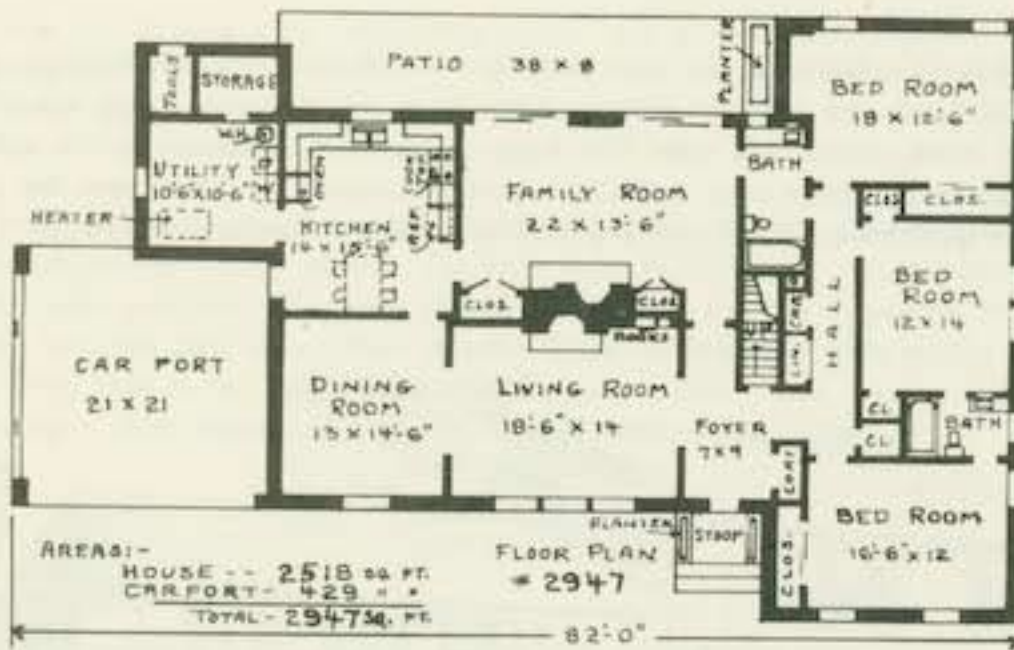 PATIO 38 x 8
PLANTER
TOOLS
STORAGE
BED ROOM
18 x 12'-6"
W.H.
BATH
UTILITY
10'-6" x 10'-6"
OVEN
FAMILY ROOM
22 x 13'-6"
CLOS.
CLOS.
HEATER
REF.
KITCHEN
14 x 15'-6"
BED
ROOM
12 x 14
HALL
CLOS.
CLOS.
BOOKS
UP
LIN.
CAR PORT
21 x 21
DINING
ROOM
13 x 14'-6"
LIVING ROOM
18'-6" x 14
CL.
CL.
BATH
FOYER
7 x 9
COAT
PLANTER
STOOP
CLOS.
BED ROOM
16'-6" x 12
AREAS:-
HOUSE -- 2518 SQ. FT.
CARPORT - 429 " "
TOTAL - 2947 SQ. FT.
FLOOR PLAN
# 2947
82'-0"